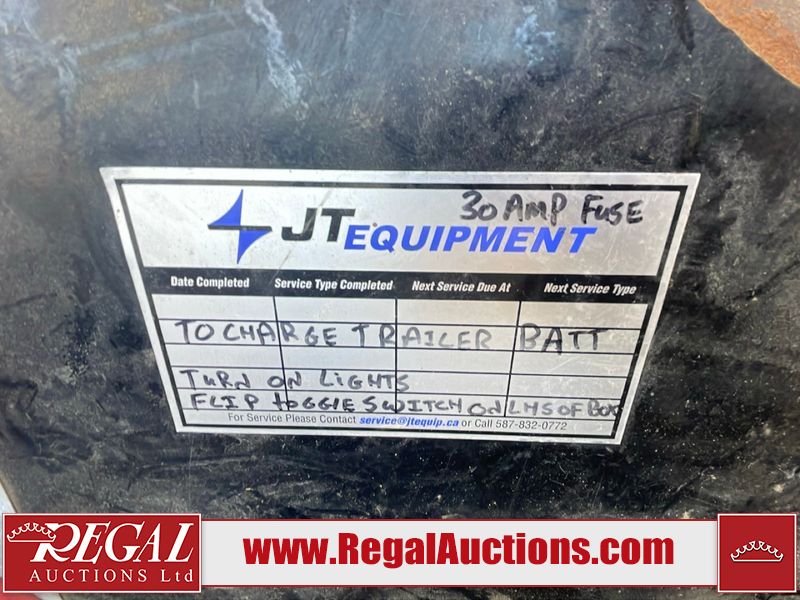 30 AMP FUSE
JT EQUIPMENT
Date Completed Service Type Completed Next Service Due At Next Service Type
TO CHARGE TRAILER BATT
TURN ON LIGHTS
FLIP TOGGLE SWITCH ON LHS OF BOX
For Service Please Contact service@jtequip.ca or Call 587-832-0772
REGAL
AUCTIONS Ltd
www.RegalAuctions.com